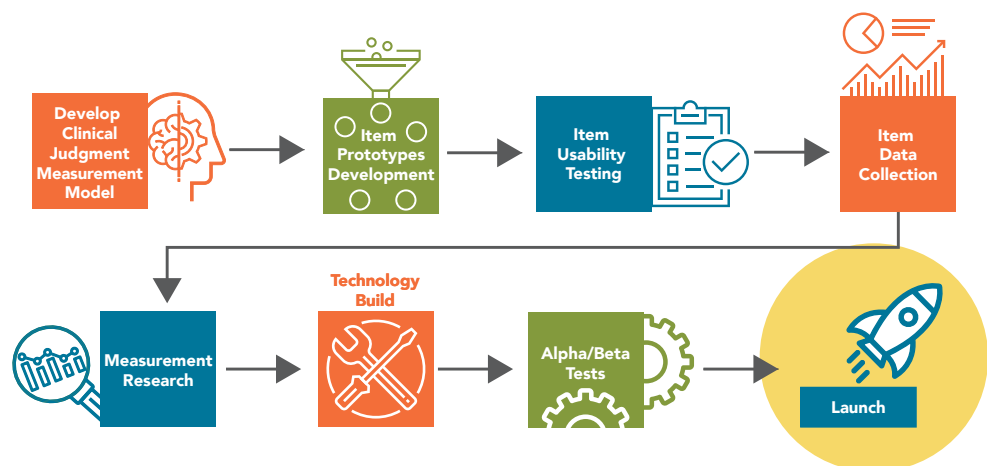 Develop
Clinical
Judgment
Measurement
Model
Item
Prototypes
Development
Item
Usability
Testing
Item
Data
Collection
Measurement
Research
Technology
Build
Alpha/Beta
Tests
Launch